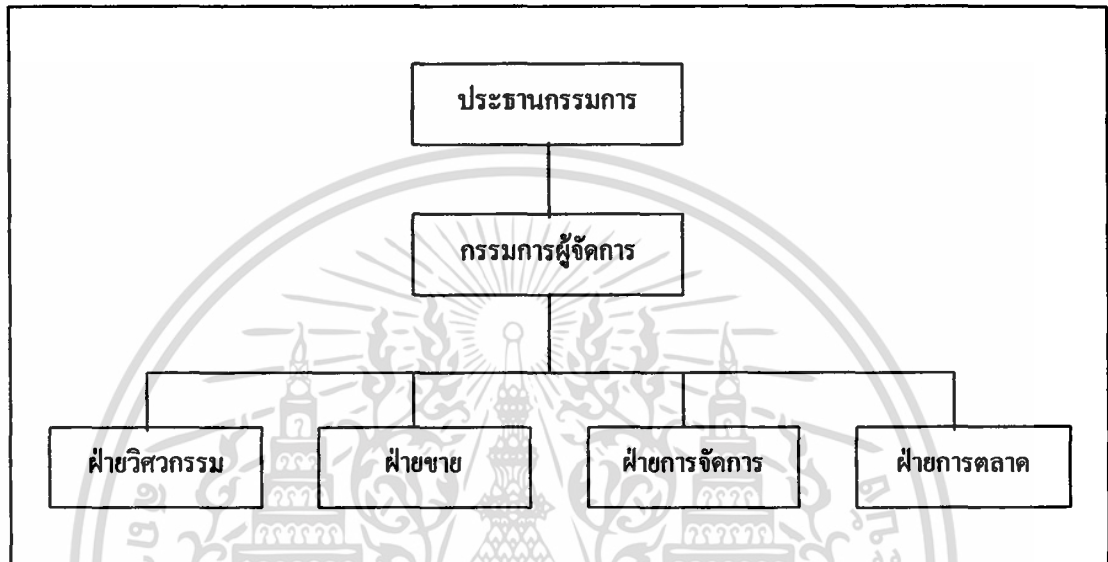 ประธานกรรมการ
กรรมการผู้จัดการ
ฝ่ายวิศวกรรม
ฝ่ายขาย
ฝ่ายการจัดการ
ฝ่ายการตลาด